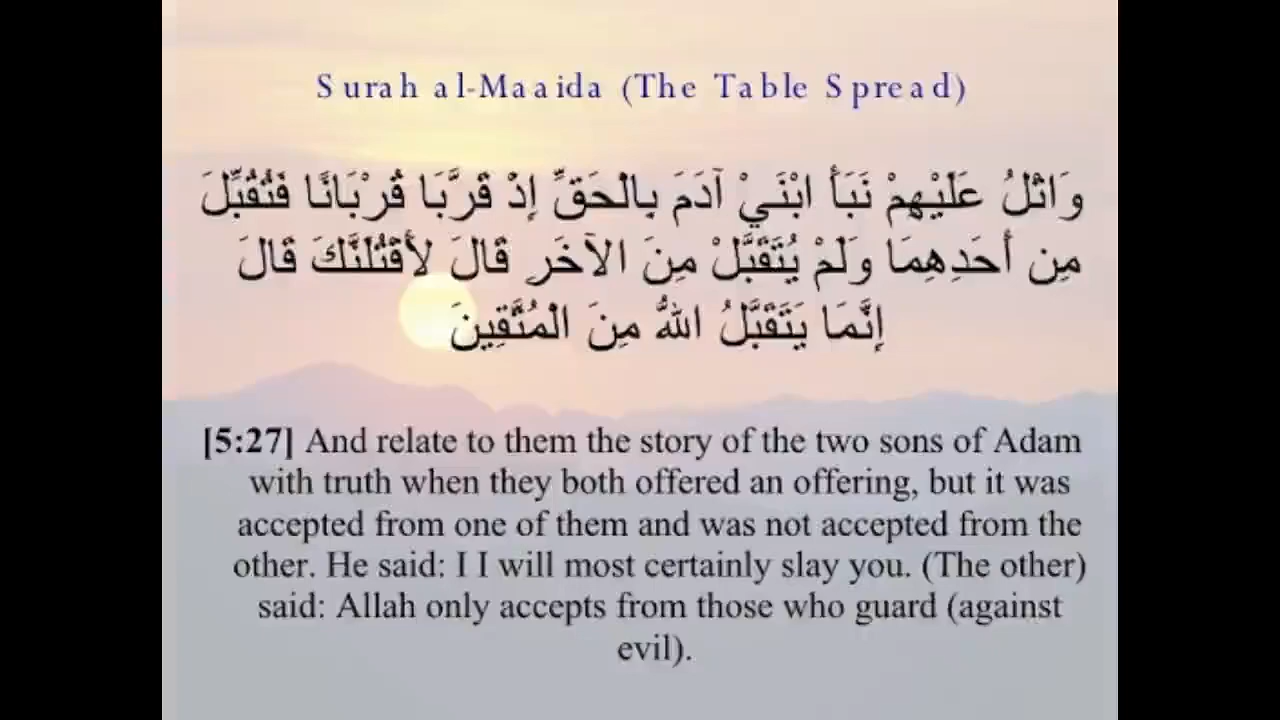 Surah al-Maaida (The Table Spread)
وَاتْلُ عَلَيْهِمْ نَبَأَ ابْنَيْ آدَمَ بِالْحَقِّ إِذْ قَرَّبَا قُرْبَانًا فَتُقُبِّلَ
مِن أَحَدِهِمَا وَلَمْ يُتَقَبَّلْ مِنَ الآخَرِ قَالَ لأَقْتُلَنَّكَ قَالَ
إِنَّمَا يَتَقَبَّلُ اللّهُ مِنَ الْمُتَّقِينَ
[5:27] And relate to them the story of the two sons of Adam
with truth when they both offered an offering, but it was
accepted from one of them and was not accepted from the
other. He said: I I will most certainly slay you. (The other)
said: Allah only accepts from those who guard (against
evil).